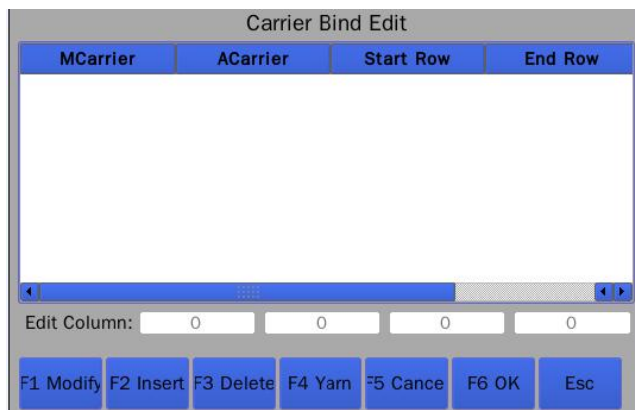 Carrier Bind Edit
MCarrier ACarrier Start Row End Row
Edit Column: 0 0 0 0
F1 Modify F2 Insert F3 Delete F4 Yarn F5 Cance F6 OK Esc